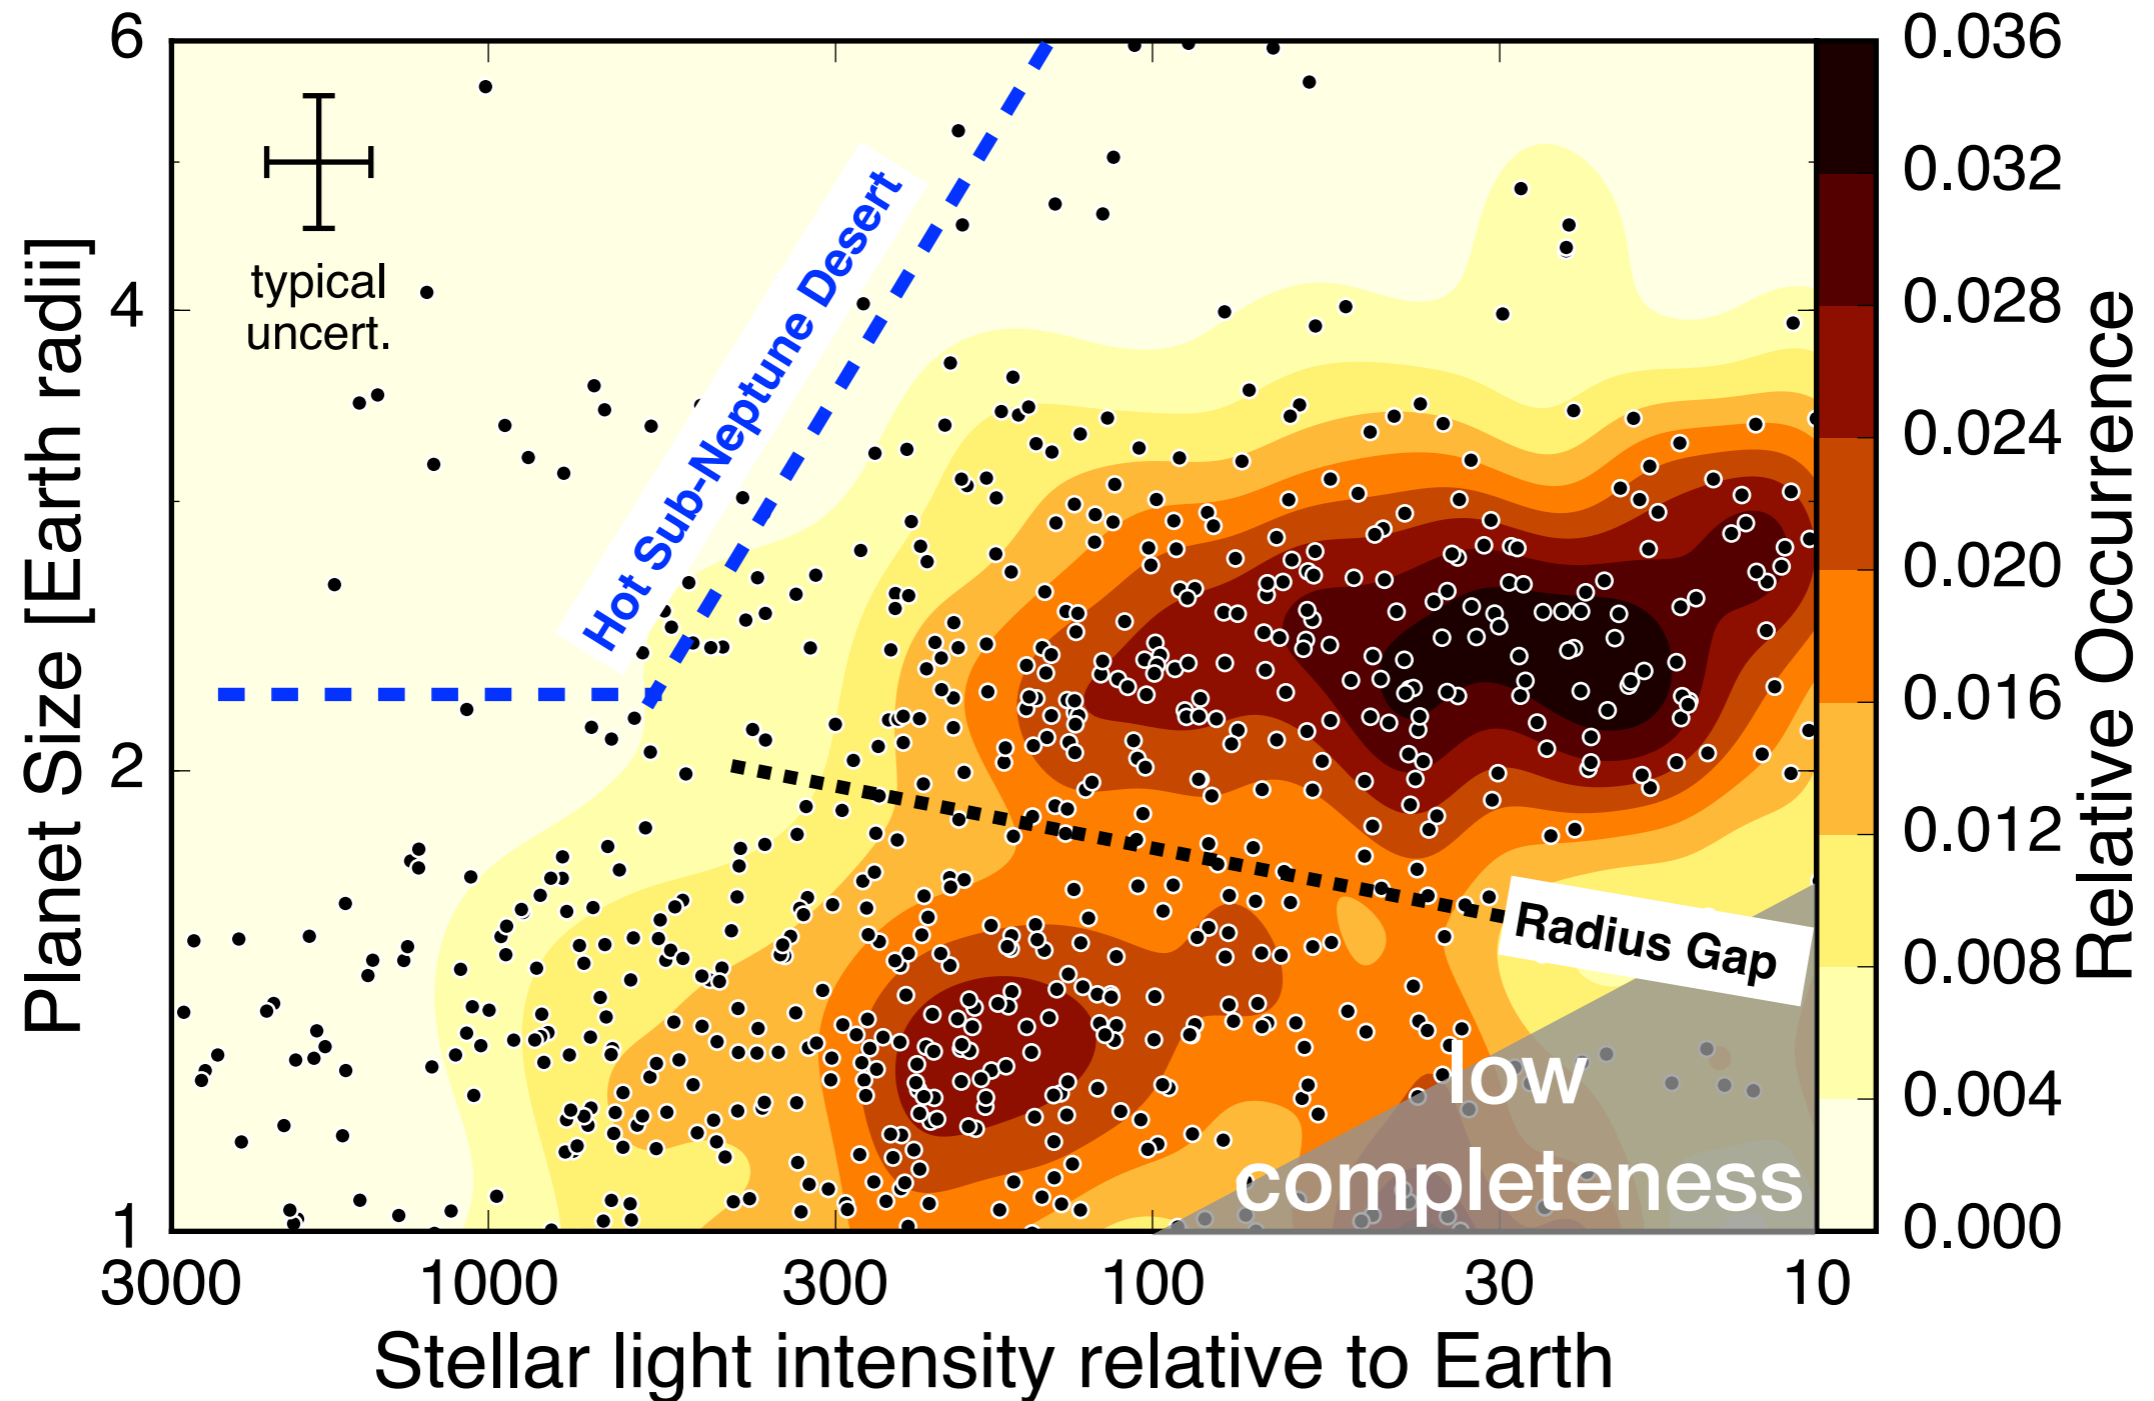 6
4
2
1
Planet Size [Earth radii]
typical
uncert.
Hot Sub-Neptune Desert
Radius Gap
low
completeness
3000 1000 300 100 30 10
Stellar light intensity relative to Earth
0.036
0.032
0.028
0.024
0.020
0.016
0.012
0.008
0.004
0.000
Relative Occurrence